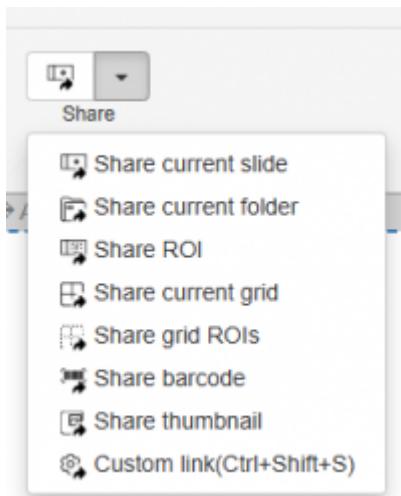 Share
Share current slide
Share current folder
Share ROI
Share current grid
Share grid ROIs
Share barcode
Share thumbnail
Custom link(Ctrl+Shift+S)